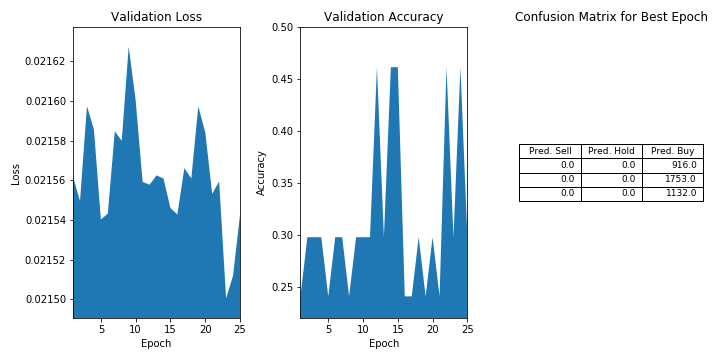 Validation Loss
0.02162
0.02160
0.02158
0.02156
0.02154
0.02152
0.02150
Loss
5 10 15 20 25
Epoch
Validation Accuracy
0.50
0.45
0.40
0.35
0.30
0.25
Accuracy
5 10 15 20 25
Epoch
Confusion Matrix for Best Epoch
Pred. Sell Pred. Hold Pred. Buy
0.0 0.0 916.0
0.0 0.0 1753.0
0.0 0.0 1132.0